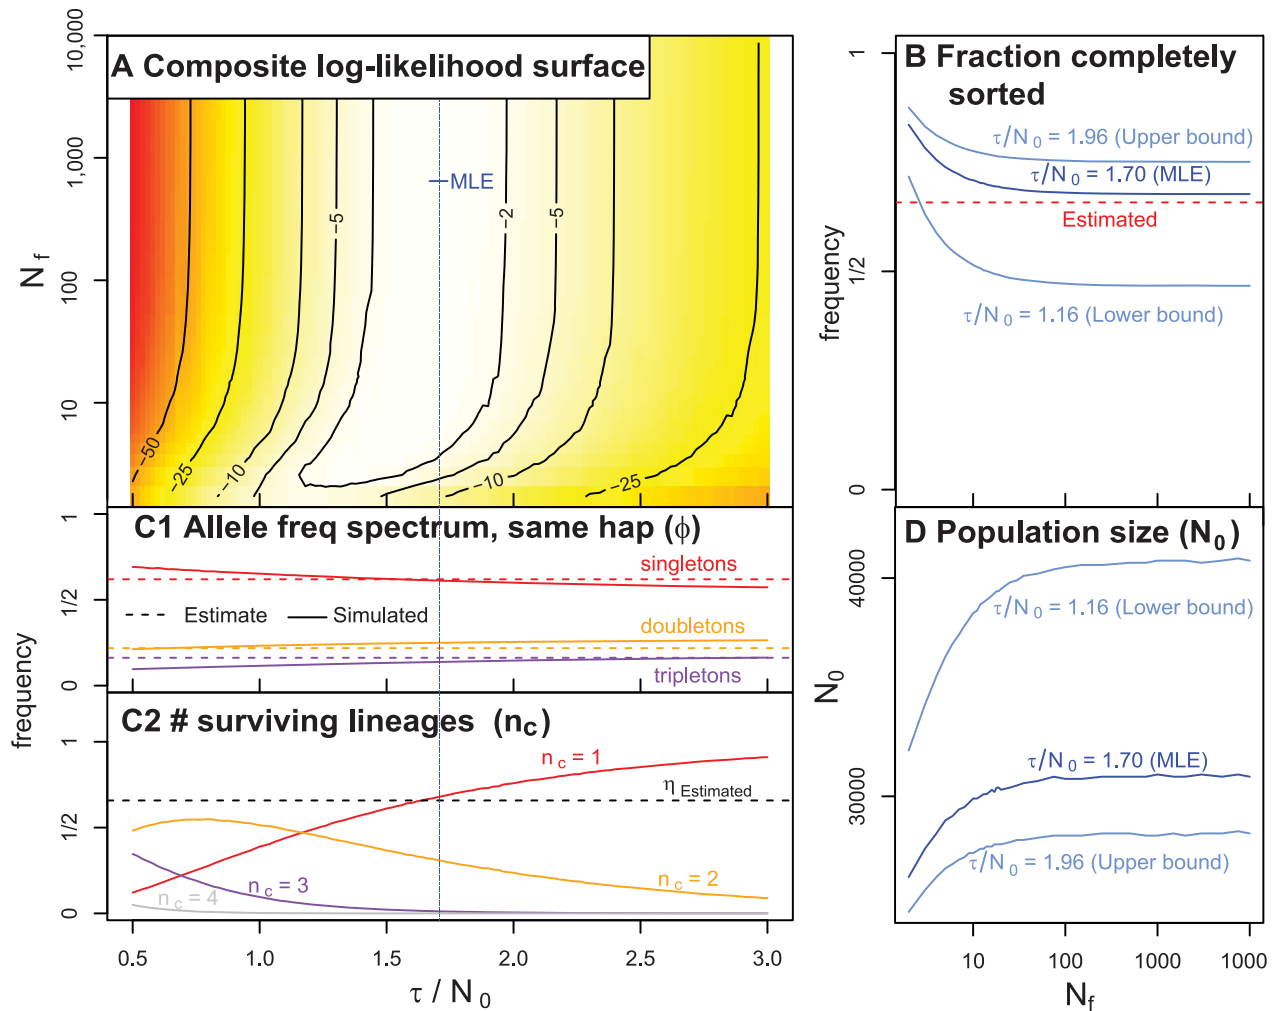 A Composite log-likelihood surface
10,000
1,000
100
10
N_f
MLE
−50
−25
−10
−5
−2
−5
−10
−25
C1 Allele freq spectrum, same hap (ϕ)
1
1/2
0
singletons
Estimate
Simulated
doubletons
tripletons
frequency
C2 # surviving lineages (n_c)
1
1/2
0
n_c = 1
η_Estimated
n_c = 2
n_c = 3
n_c = 4
0.5 1.0 1.5 2.0 2.5 3.0
τ / N_0
B Fraction completely
sorted
1
1/2
0
frequency
τ/N_0 = 1.96 (Upper bound)
τ/N_0 = 1.70 (MLE)
Estimated
τ/N_0 = 1.16 (Lower bound)
D Population size (N_0)
40000
30000
N_0
τ/N_0 = 1.16 (Lower bound)
τ/N_0 = 1.70 (MLE)
τ/N_0 = 1.96 (Upper bound)
10 100 1000 1000
N_f